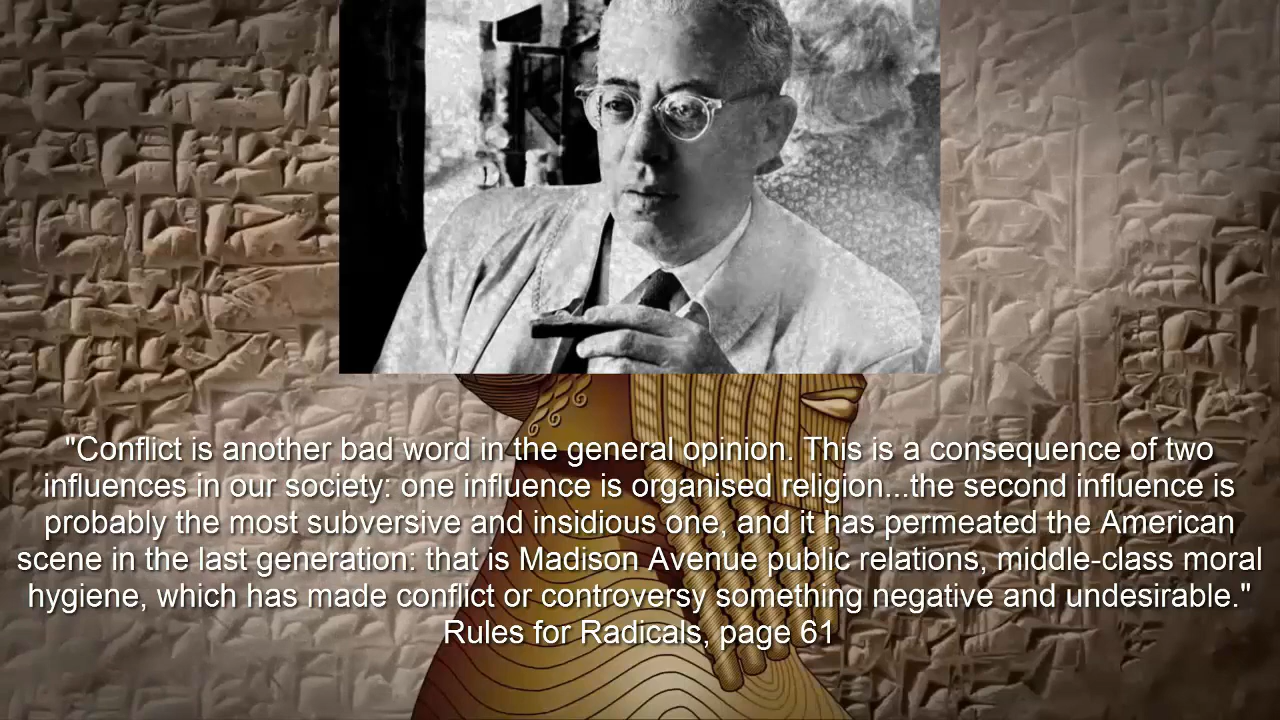 "Conflict is another bad word in the general opinion. This is a consequence of two
influences in our society: one influence is organised religion...the second influence is
probably the most subversive and insidious one, and it has permeated the American
scene in the last generation: that is Madison Avenue public relations, middle-class moral
hygiene, which has made conflict or controversy something negative and undesirable."
Rules for Radicals, page 61